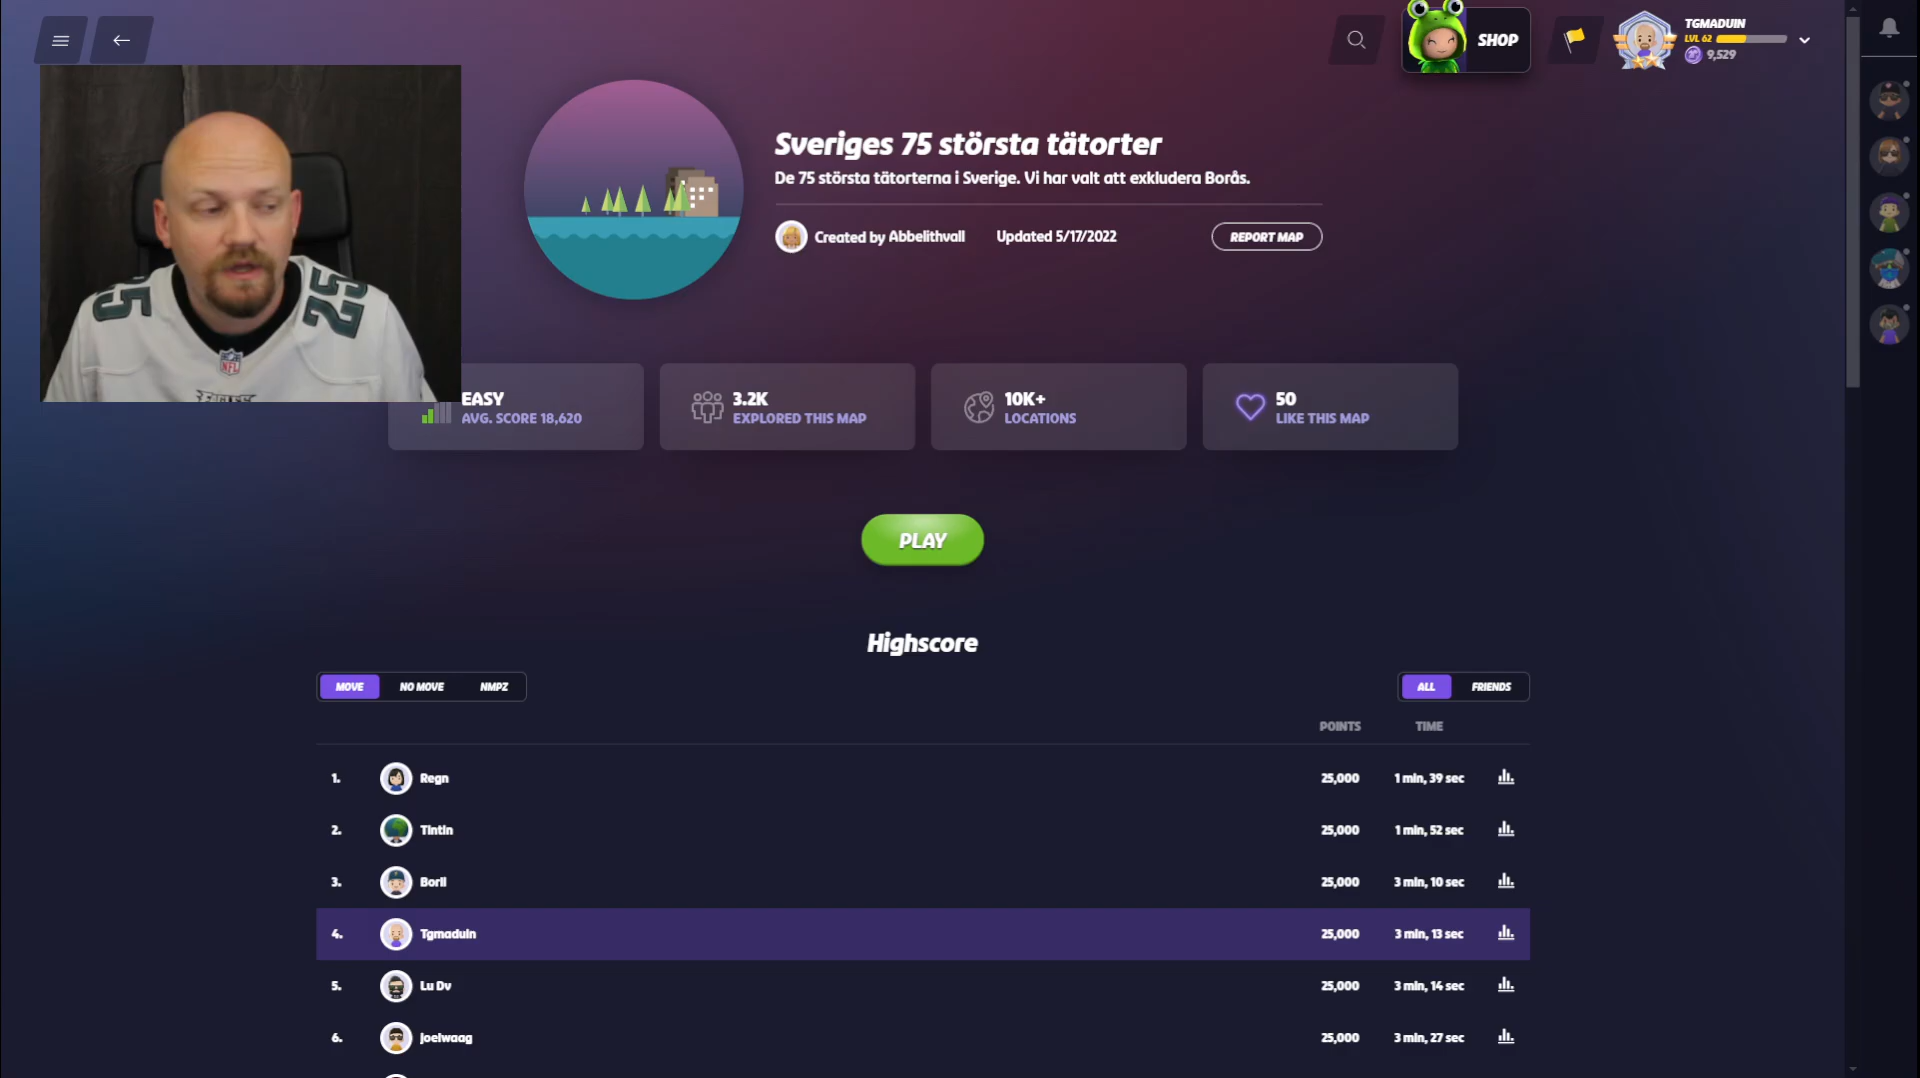 SHOP
TGMADUIN
LVL 62
9,529
Sveriges 75 största tätorter
De 75 största tätorterna i Sverige. Vi har valt att exkludera Borås.
Created by Abbelithvall
Updated 5/17/2022
REPORT MAP
25
25
NFL
EAGLES
EASY
AVG. SCORE 18,620
3.2K
EXPLORED THIS MAP
10K+
LOCATIONS
50
LIKE THIS MAP
PLAY
Highscore
MOVE NO MOVE NMPZ
ALL FRIENDS
POINTS TIME
1. Regn 25,000 1 min, 39 sec
2. Tintin 25,000 1 min, 52 sec
3. Boril 25,000 3 min, 10 sec
4. Tgmaduin 25,000 3 min, 13 sec
5. Lu Dv 25,000 3 min, 14 sec
6. Joelwaag 25,000 3 min, 27 sec